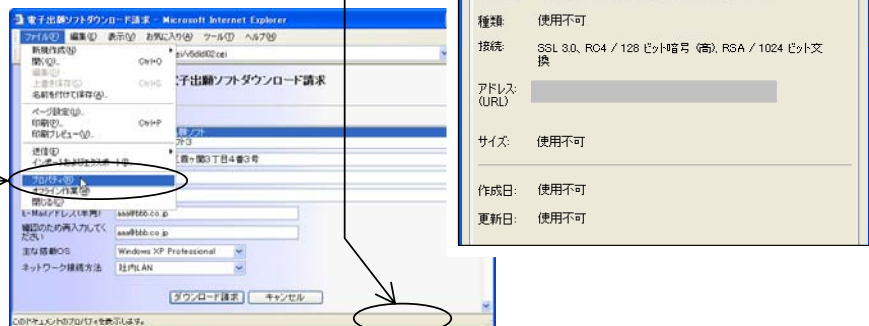 電子出願ソフトダウンロード請求 - Microsoft Internet Explorer
ファイル(F) 編集(E) 表示(V) お気に入り(A) ツール(T) ヘルプ(H)
新規作成(N)
開く(O)... Ctrl+O
編集(D)
上書き保存(S) Ctrl+S
名前を付けて保存(A)...
ページ設定(U)...
印刷(P)... Ctrl+P
印刷プレビュー(V)...
送信(E)
インポートおよびエクスポート(I)...
プロパティ(R)
オフライン作業(W)
閉じる(C)
子出願ソフトダウンロード請求
霞ヶ関3丁目4番3号
E-Mailアドレス(半角) aaa@bbb.co.jp
確認のため再入力してください aaa@bbb.co.jp
主な搭載OS Windows XP Professional
ネットワーク接続方法 社内LAN
ダウンロード請求 キャンセル
このドキュメントのプロパティを表示します。
種類: 使用不可
接続: SSL 3.0、RC4 / 128 ビット暗号 (高)、RSA / 1024 ビット交
換
アドレス:
(URL)
サイズ: 使用不可
作成日: 使用不可
更新日: 使用不可